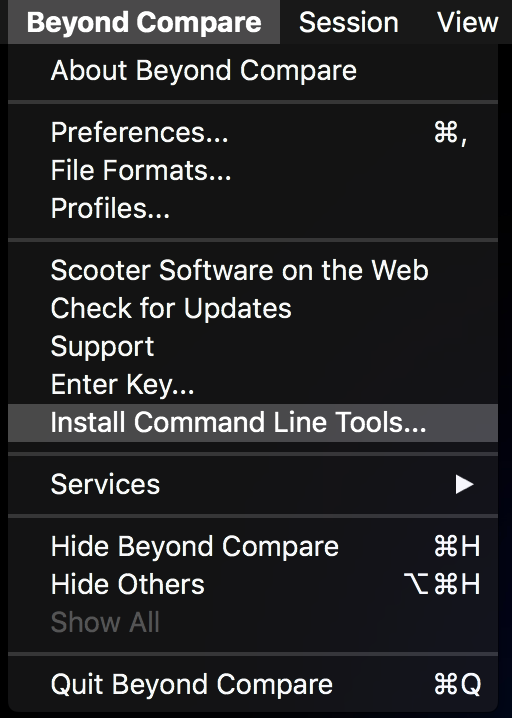 Beyond Compare Session View
About Beyond Compare
Preferences... ⌘,
File Formats...
Profiles...
Scooter Software on the Web
Check for Updates
Support
Enter Key...
Install Command Line Tools...
Services ▶
Hide Beyond Compare ⌘H
Hide Others ⌥⌘H
Show All
Quit Beyond Compare ⌘Q